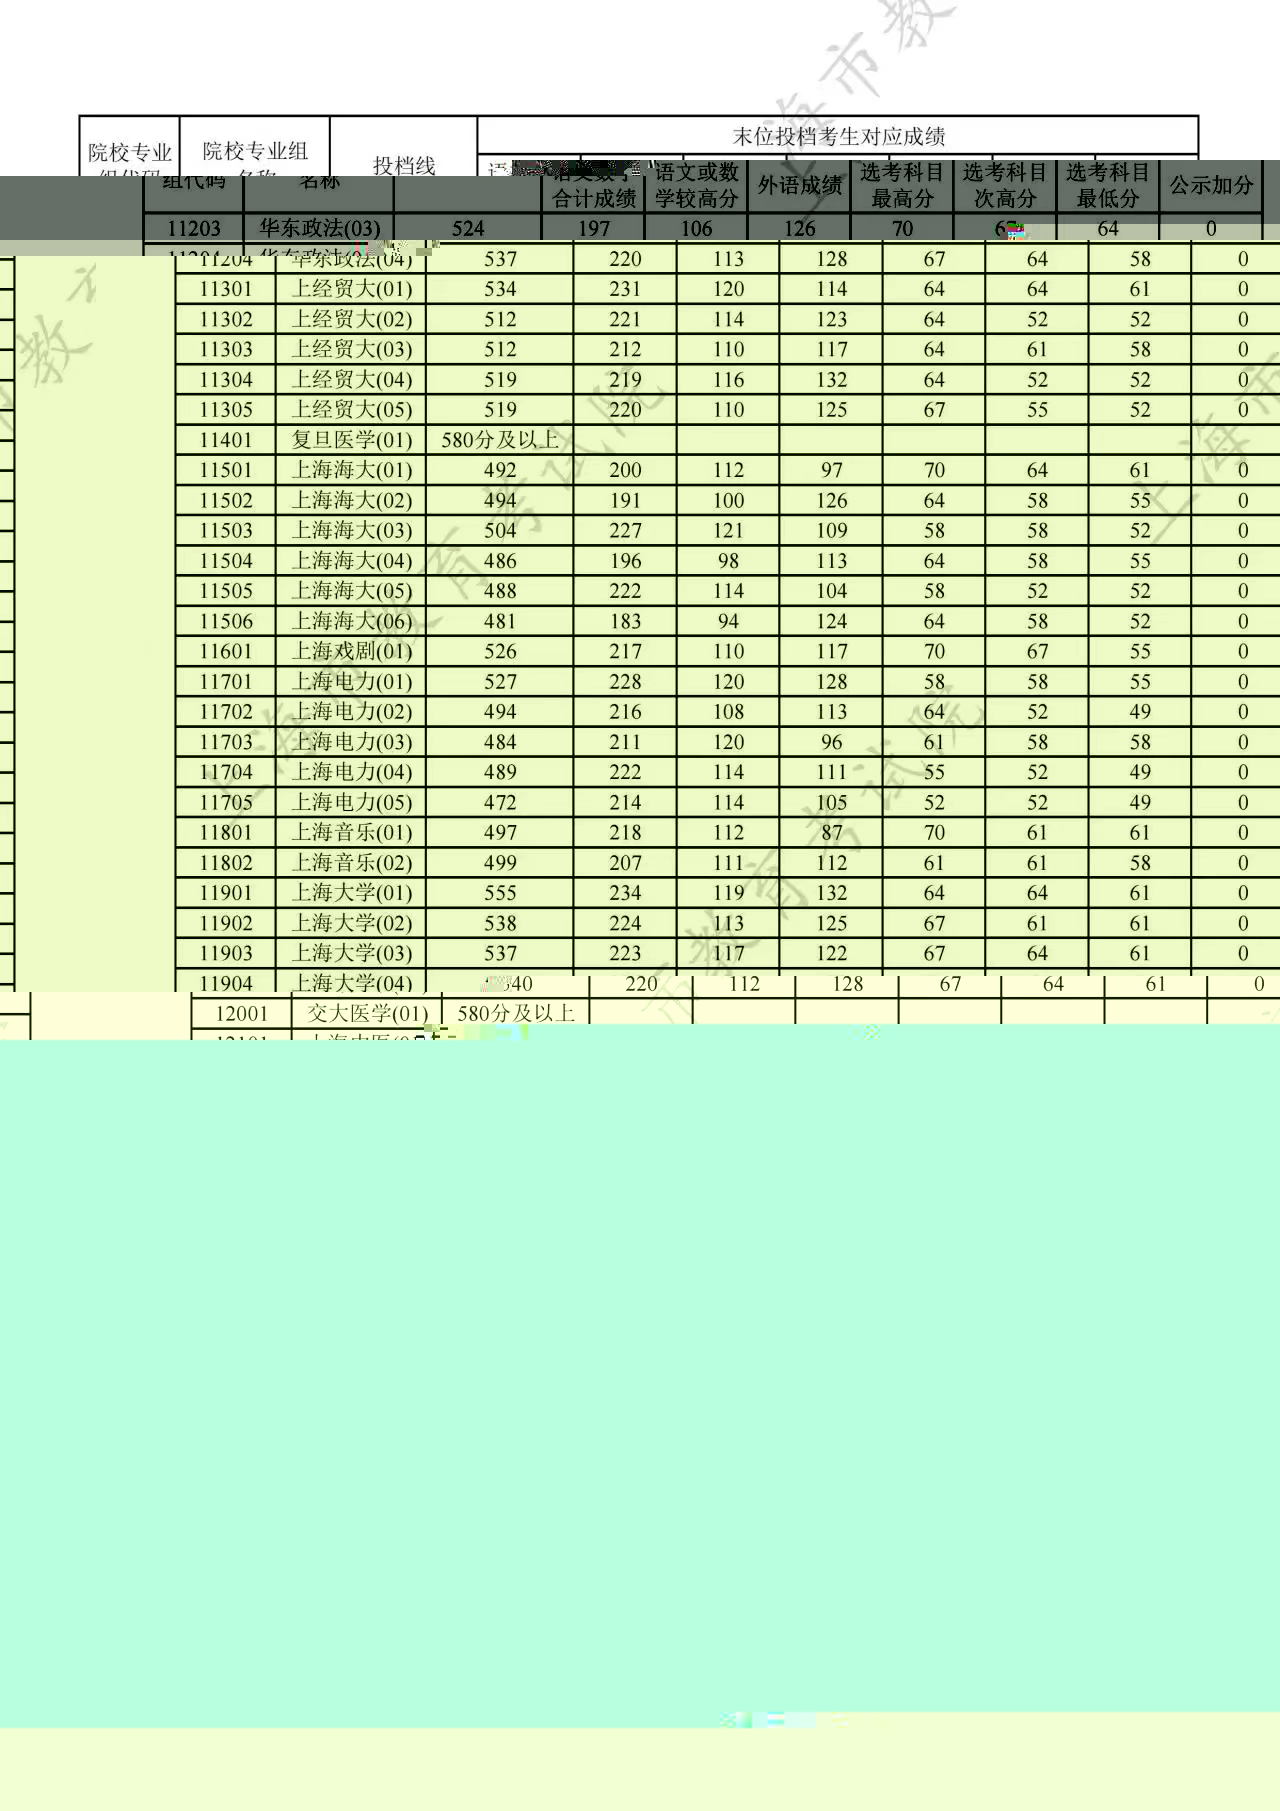 末位投档考生对应成绩
院校专业 院校专业组 投档线
组代码 名称 合计成绩 语文或数学较高分 外语成绩 选考科目最高分 选考科目次高分 选考科目最低分 公示加分
11203 华东政法(03) 524 197 106 126 70 64 0
11204 华东政法(04) 537 220 113 128 67 64 58 0
11301 上经贸大(01) 534 231 120 114 64 64 61 0
11302 上经贸大(02) 512 221 114 123 64 52 52 0
11303 上经贸大(03) 512 212 110 117 64 61 58 0
11304 上经贸大(04) 519 219 116 132 64 52 52 0
11305 上经贸大(05) 519 220 110 125 67 55 52 0
11401 复旦医学(01) 580分及以上
11501 上海海大(01) 492 200 112 97 70 64 61 0
11502 上海海大(02) 494 191 100 126 64 58 55 0
11503 上海海大(03) 504 227 121 109 58 58 52 0
11504 上海海大(04) 486 196 98 113 64 58 55 0
11505 上海海大(05) 488 222 114 104 58 52 52 0
11506 上海海大(06) 481 183 94 124 64 58 52 0
11601 上海戏剧(01) 526 217 110 117 70 67 55 0
11701 上海电力(01) 527 228 120 128 58 58 55 0
11702 上海电力(02) 494 216 108 113 64 52 49 0
11703 上海电力(03) 484 211 120 96 61 58 58 0
11704 上海电力(04) 489 222 114 111 55 52 49 0
11705 上海电力(05) 472 214 114 105 52 52 49 0
11801 上海音乐(01) 497 218 112 87 70 61 61 0
11802 上海音乐(02) 499 207 111 112 61 61 58 0
11901 上海大学(01) 555 234 119 132 64 64 61 0
11902 上海大学(02) 538 224 113 125 67 61 61 0
11903 上海大学(03) 537 223 117 122 67 64 61 0
11904 上海大学(04) 220 112 128 67 64 61 0
12001 交大医学(01) 580分及以上
上海市教育考试院